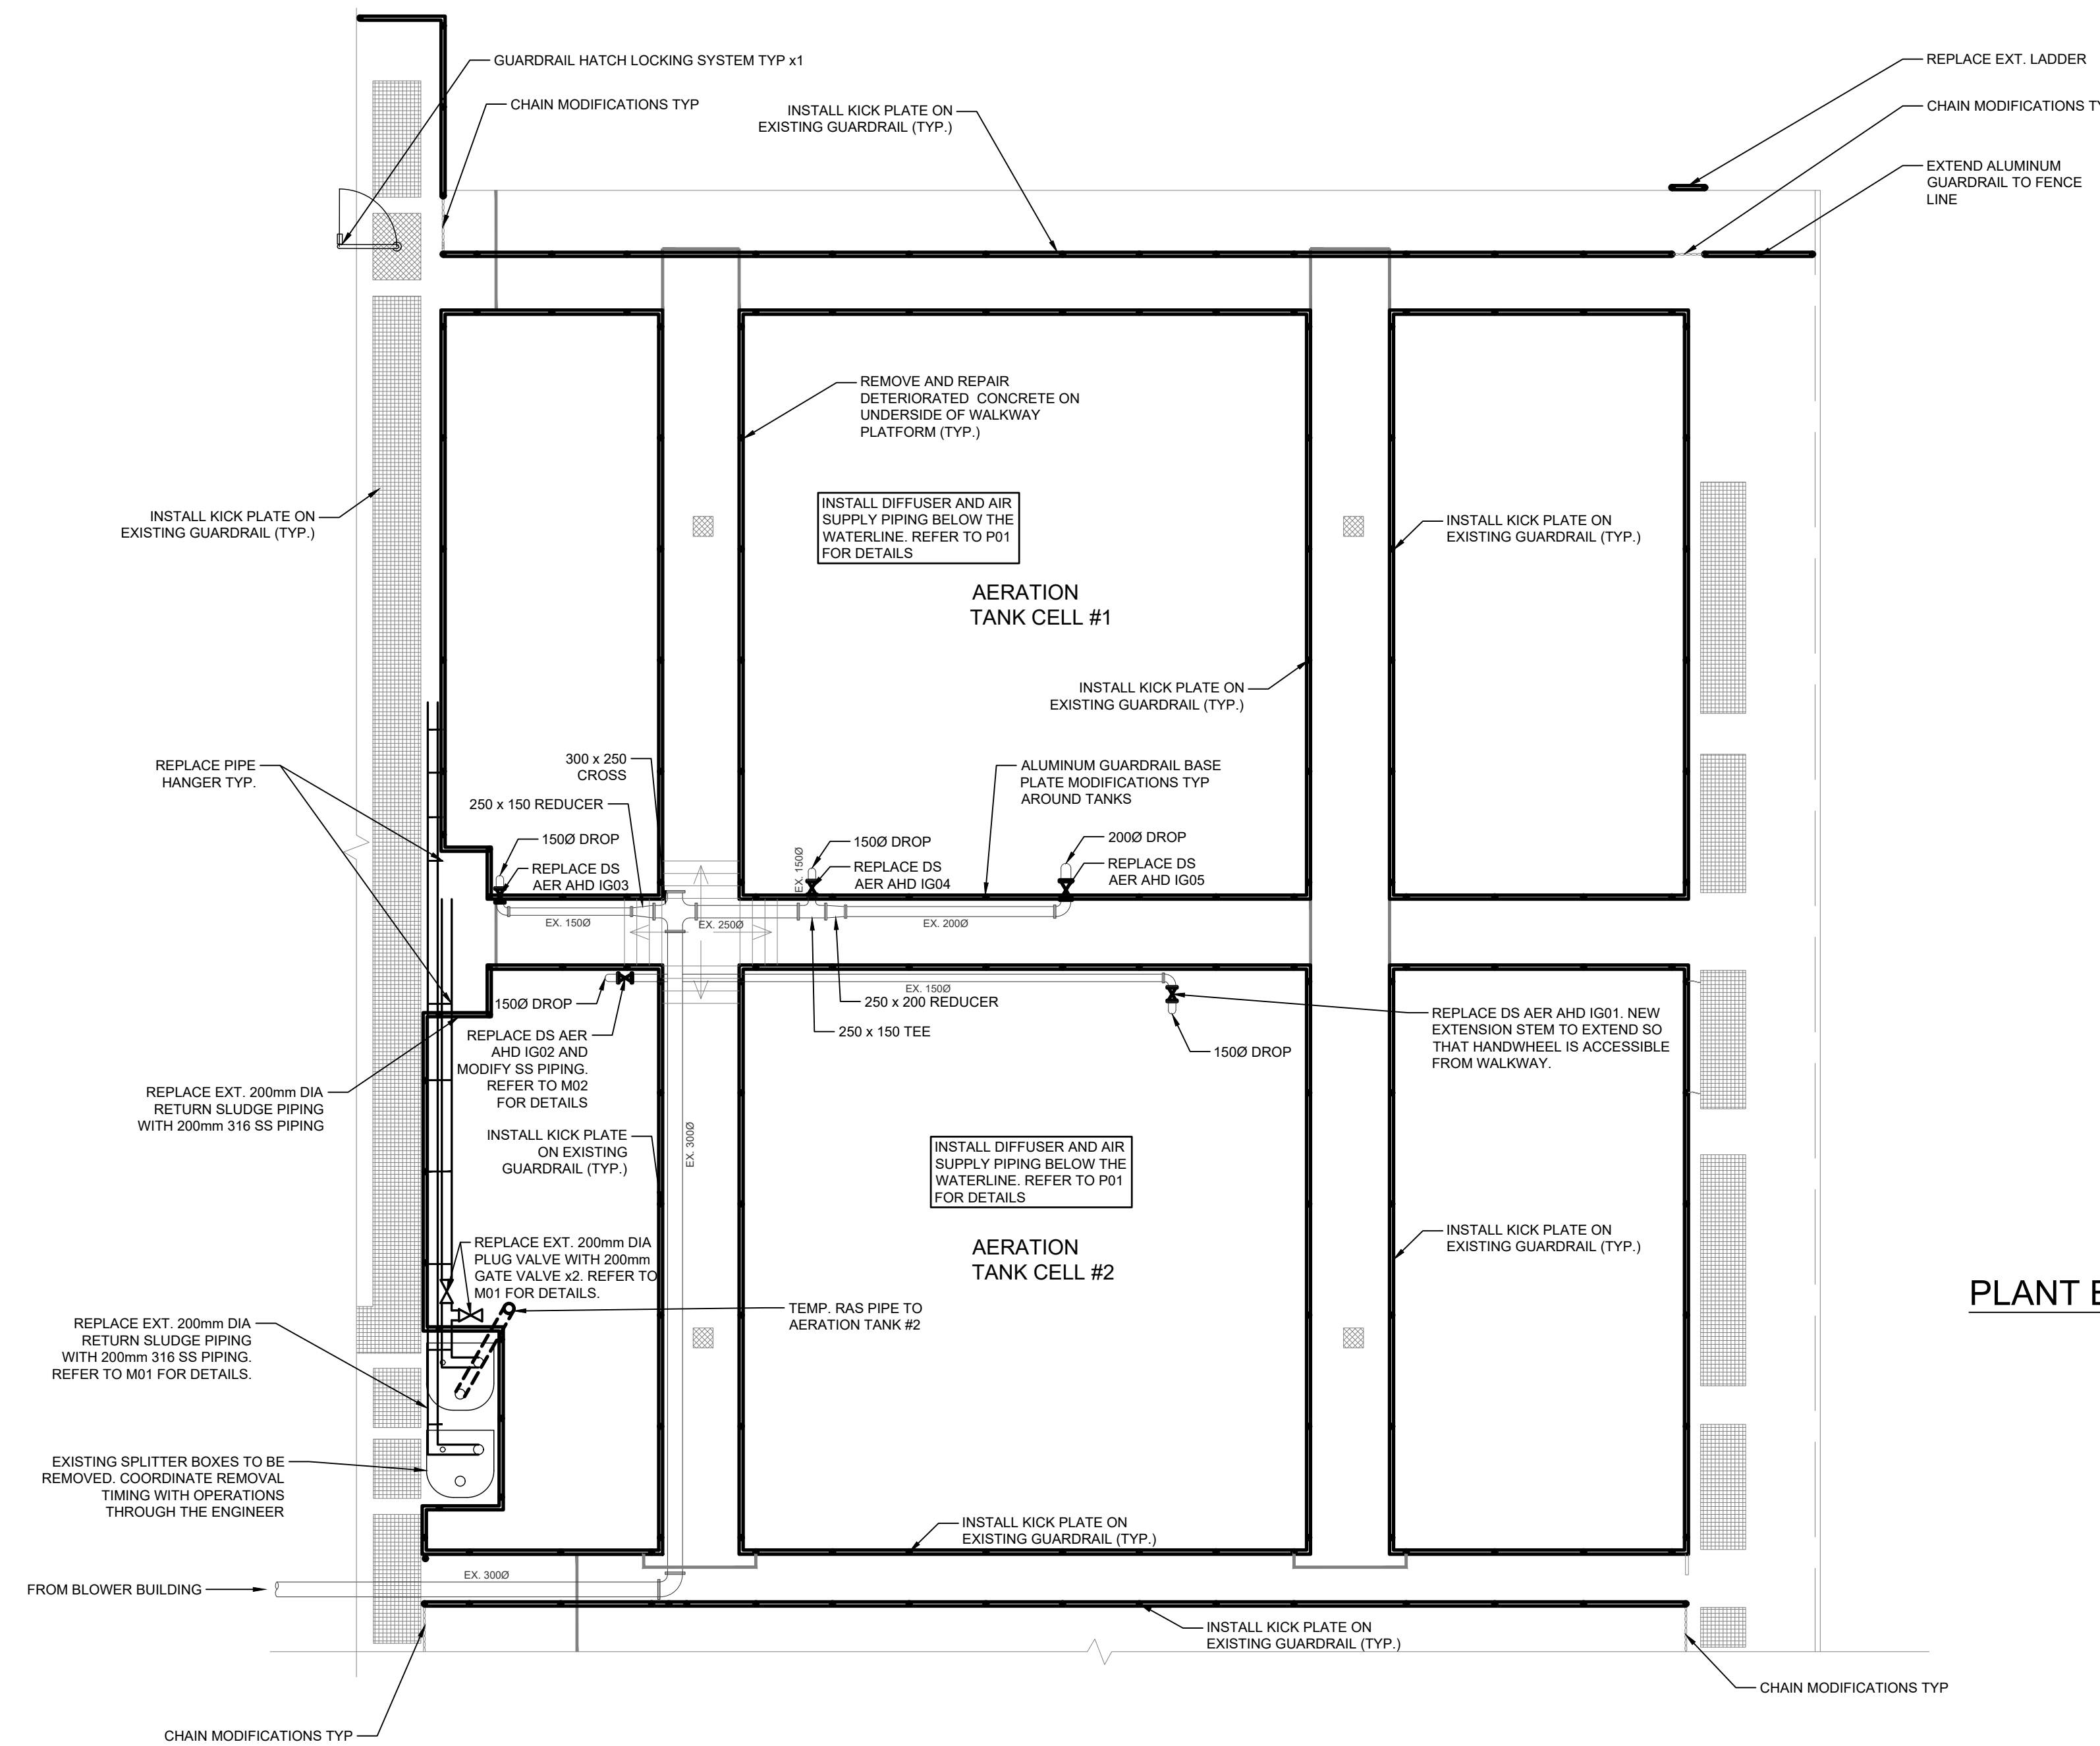 GUARDRAIL HATCH LOCKING SYSTEM TYP x1
CHAIN MODIFICATIONS TYP
INSTALL KICK PLATE ON
EXISTING GUARDRAIL (TYP.)
REPLACE EXT. LADDER
CHAIN MODIFICATIONS
EXTEND ALUMINUM
GUARDRAIL TO FENCE
LINE
REMOVE AND REPAIR
DETERIORATED CONCRETE ON
UNDERSIDE OF WALKWAY
PLATFORM (TYP.)
INSTALL KICK PLATE ON
EXISTING GUARDRAIL (TYP.)
INSTALL DIFFUSER AND AIR
SUPPLY PIPING BELOW THE
WATERLINE. REFER TO P01
FOR DETAILS
INSTALL KICK PLATE ON
EXISTING GUARDRAIL (TYP.)
AERATION
TANK CELL #1
INSTALL KICK PLATE ON
EXISTING GUARDRAIL (TYP.)
REPLACE PIPE
HANGER TYP.
300 x 250
CROSS
250 x 150 REDUCER
ALUMINUM GUARDRAIL BASE
PLATE MODIFICATIONS TYP
AROUND TANKS
150Ø DROP
REPLACE DS
AER AHD IG03
EX. 150Ø
150Ø DROP
REPLACE DS
AER AHD IG04
200Ø DROP
REPLACE DS
AER AHD IG05
EX. 150Ø
EX. 250Ø
EX. 200Ø
EX. 150Ø
150Ø DROP
250 x 200 REDUCER
250 x 150 TEE
150Ø DROP
REPLACE DS AER AHD IG01. NEW
EXTENSION STEM TO EXTEND SO
THAT HANDWHEEL IS ACCESSIBLE
FROM WALKWAY.
REPLACE DS AER
AHD IG02 AND
MODIFY SS PIPING.
REFER TO M02
FOR DETAILS
REPLACE EXT. 200mm DIA
RETURN SLUDGE PIPING
WITH 200mm 316 SS PIPING
INSTALL KICK PLATE
ON EXISTING
GUARDRAIL (TYP.)
EX. 300Ø
INSTALL DIFFUSER AND AIR
SUPPLY PIPING BELOW THE
WATERLINE. REFER TO P01
FOR DETAILS
AERATION
TANK CELL #2
INSTALL KICK PLATE ON
EXISTING GUARDRAIL (TYP.)
REPLACE EXT. 200mm DIA
PLUG VALVE WITH 200mm
GATE VALVE x2. REFER TO
M01 FOR DETAILS.
TEMP. RAS PIPE TO
AERATION TANK #2
PLANT
REPLACE EXT. 200mm DIA
RETURN SLUDGE PIPING
WITH 200mm 316 SS PIPING.
REFER TO M01 FOR DETAILS.
EXISTING SPLITTER BOXES TO BE
REMOVED. COORDINATE REMOVAL
TIMING WITH OPERATIONS
THROUGH THE ENGINEER
INSTALL KICK PLATE ON
EXISTING GUARDRAIL (TYP.)
EX. 300Ø
FROM BLOWER BUILDING
INSTALL KICK PLATE ON
EXISTING GUARDRAIL (TYP.)
CHAIN MODIFICATIONS TYP
CHAIN MODIFICATIONS TYP